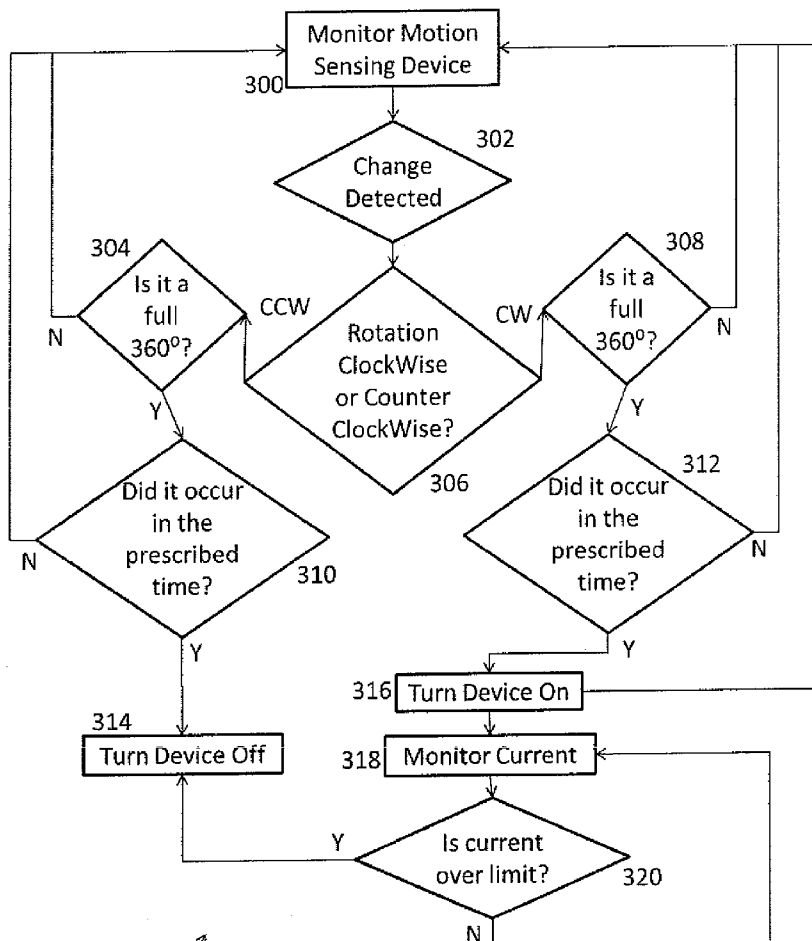 Monitor Motion
Sensing Device
300
302
Change
Detected
304
Is it a
full
360⁰?
N
Y
CCW
Rotation
ClockWise
or Counter
ClockWise?
306
CW
308
Is it a
full
360⁰?
N
Y
Did it occur
in the
prescribed
time?
310
N
Y
312
Did it occur
in the
prescribed
time?
N
Y
316
Turn Device On
314
Turn Device Off
318
Monitor Current
Y
Is current
over limit?
320
N